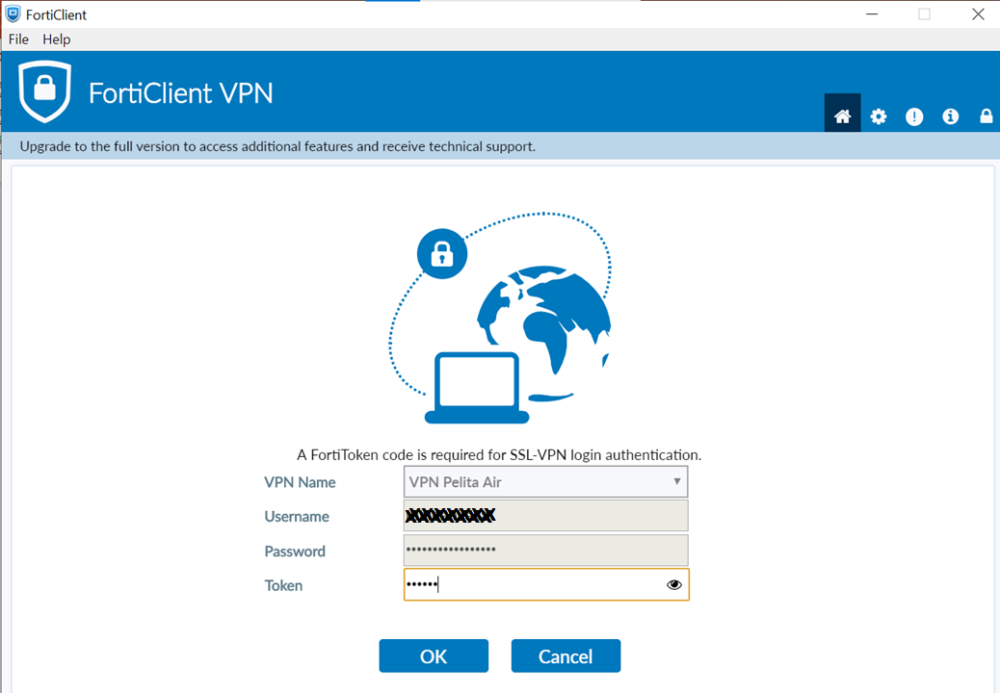 FortiClient
File Help
FortiClient VPN
Upgrade to the full version to access additional features and receive technical support.
A FortiToken code is required for SSL-VPN login authentication.
VPN Name VPN Pelita Air
Username XXXXXXXX
Password •••••••••••••••••
Token ••••••
OK Cancel